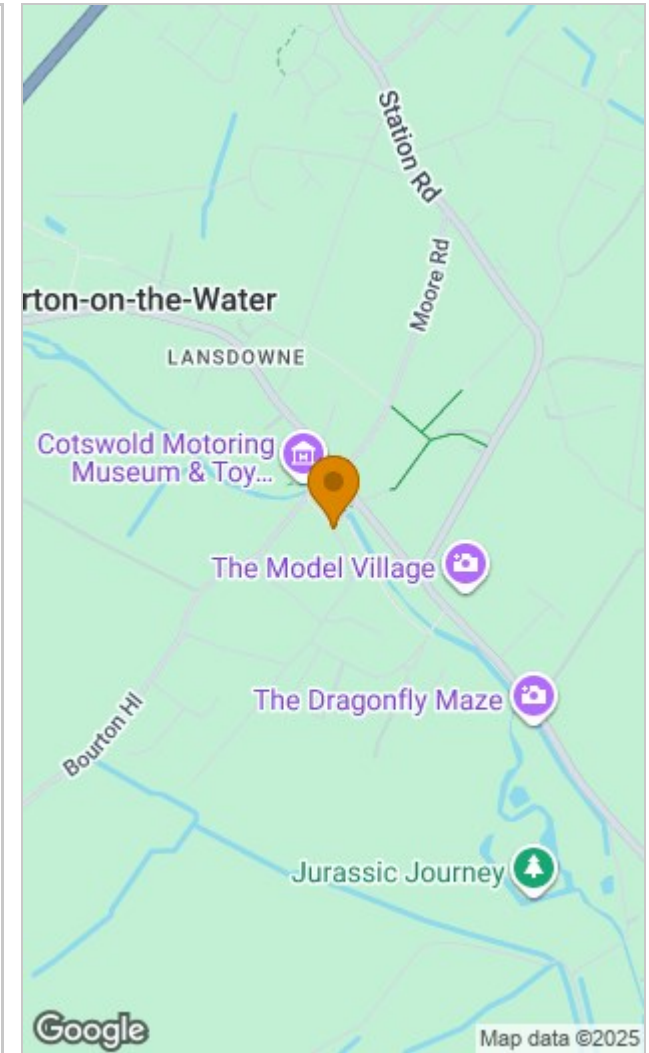 Station Rd
Moore Rd
rton-on-the-Water
LANSDOWNE
Cotswold Motoring
Museum & Toy...
The Model Village
The Dragonfly Maze
Bourton Hl
Jurassic Journey
Google
Map data ©2025